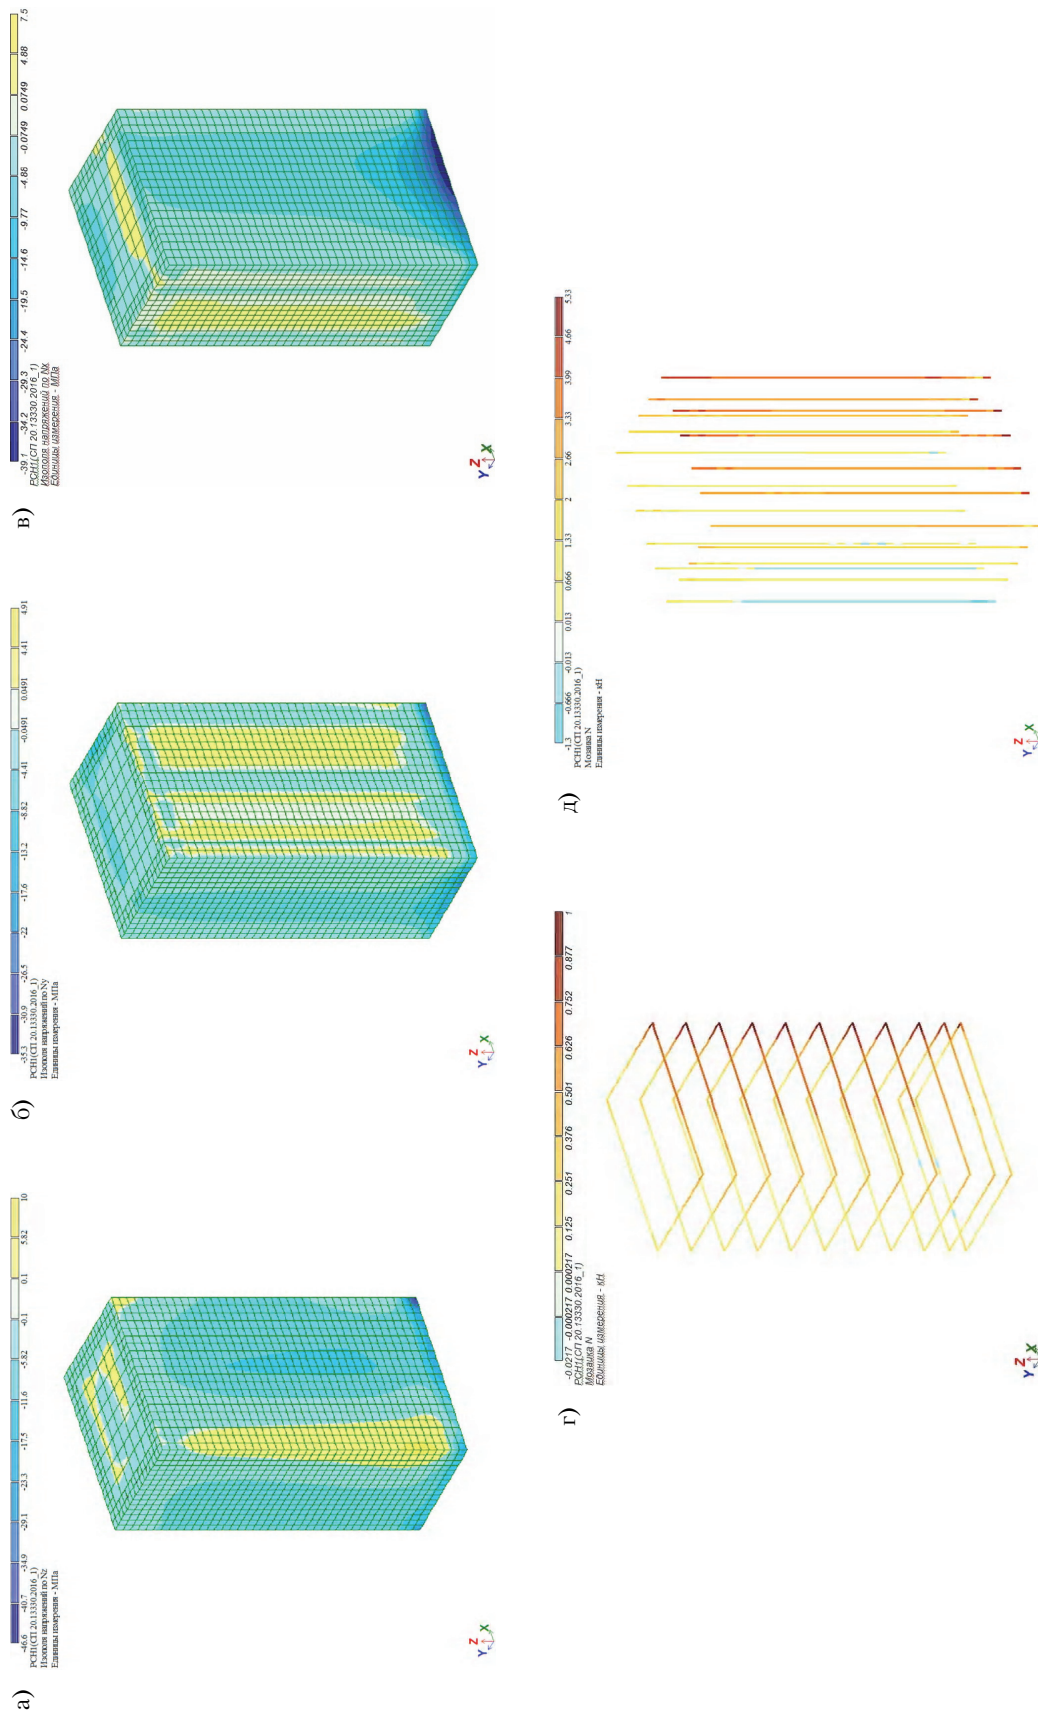 а)
-46.6 -40.7 -34.9 -29.1 -23.3 -17.5 -11.6 -5.82 -0.1 0.1 5.82 10
РСН1(СП 20.13330.2016_1)
Изополя напряжений по Nz
Единицы измерения - МПа
Z
Y X
б)
-35.3 -30.9 -26.5 -22 -17.6 -13.2 -8.82 -4.41 -0.0491 0.0491 4.41 4.91
РСН1(СП 20.13330.2016_1)
Изополя напряжений по Ny
Единицы измерения - МПа
Z
Y X
в)
-39.1 -34.2 -29.3 -24.4 -19.5 -14.6 -9.77 -4.88 -0.0749 0.0749 4.88 7.5
РСН1(СП 20.13330.2016_1)
Изополя напряжений по Nx
Единицы измерения - МПа
Z
Y X
г)
-0.0217 -0.000217 0.000217 0.125 0.251 0.376 0.501 0.626 0.752 0.877 1
РСН1(СП 20.13330.2016_1)
Мозаика N
Единицы измерения - кН
Z
Y X
д)
-1.3 -0.666 -0.013 0.013 0.666 1.33 2 2.66 3.33 3.99 4.66 5.33
РСН1(СП 20.13330.2016_1)
Мозаика N
Единицы измерения - кН
Z
Y X